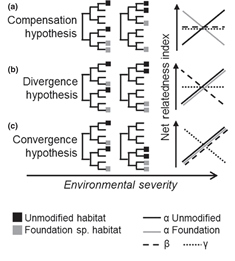 (a)
Compensation
hypothesis
(b)
Divergence
hypothesis
(c)
Convergence
hypothesis
Net relatedness index
Environmental severity
Unmodified habitat
Foundation sp. habitat
α Unmodified
α Foundation
β
γ